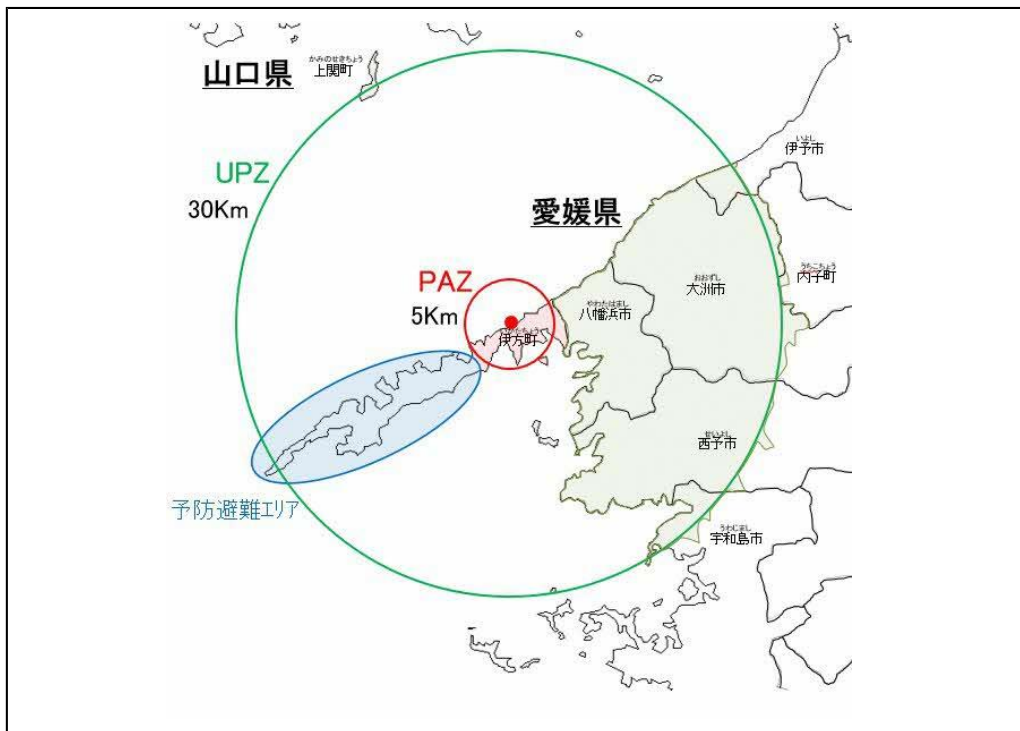 かみのせきちょう
山口県 上関町
いよし
伊予市
UPZ
30Km
愛媛県
うちこちょう
内子町
おおずし
大洲市
PAZ
やわたはまし
5Km
八幡浜市
いかたちょう
伊方町
せいよし
西予市
予防避難エリア
うわじまし
宇和島市